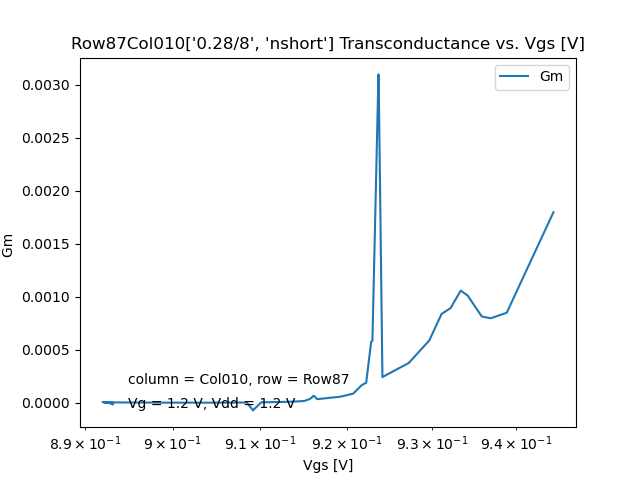 Row87Col010['0.28/8', 'nshort'] Transconductance vs. Vgs [V]
Gm
0.0030
0.0025
0.0020
0.0015
0.0010
0.0005
0.0000
Gm
column = Col010, row = Row87
Vg = 1.2 V, Vdd = 1.2 V
8.9 × 10⁻¹ 9 × 10⁻¹ 9.1 × 10⁻¹ 9.2 × 10⁻¹ 9.3 × 10⁻¹ 9.4 × 10⁻¹
Vgs [V]